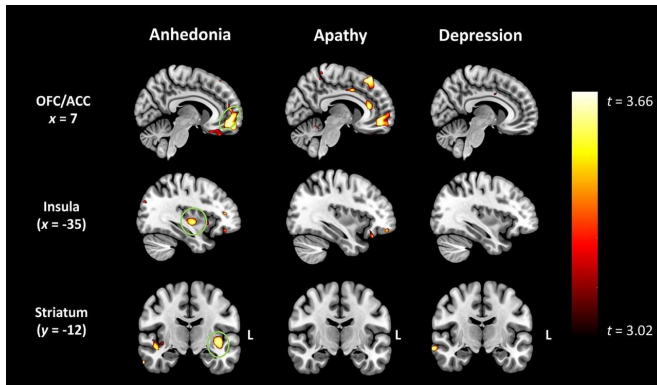 Anhedonia Apathy Depression
OFC/ACC
x = 7
t = 3.66
Insula
(x = -35)
Striatum
(y = -12)
L L L
t = 3.02